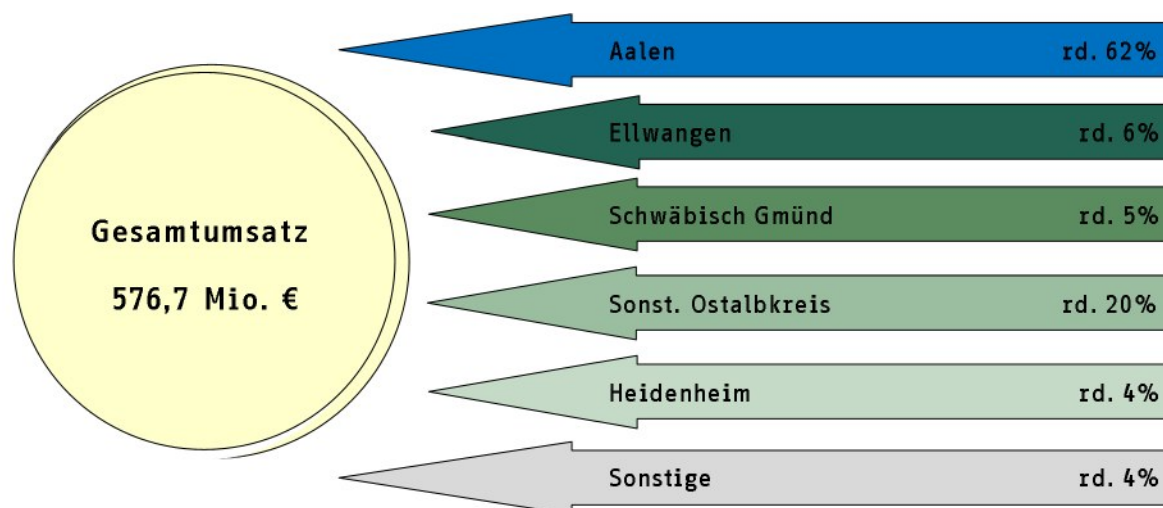 Gesamtumsatz
576,7 Mio. €
Aalen rd. 62%
Ellwangen rd. 6%
Schwäbisch Gmünd rd. 5%
Sonst. Ostalbkreis rd. 20%
Heidenheim rd. 4%
Sonstige rd. 4%